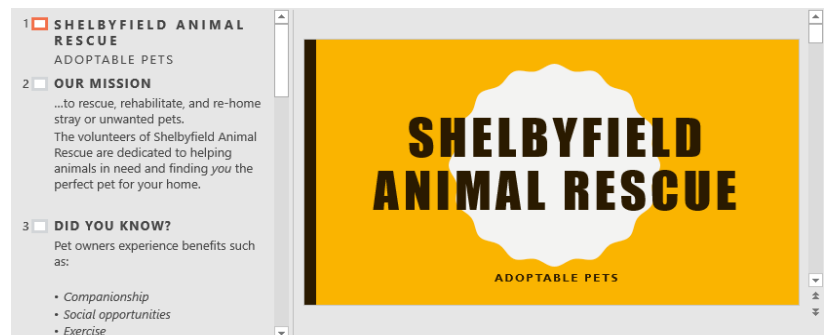 1 SHELBYFIELD ANIMAL
RESCUE
ADOPTABLE PETS
2 OUR MISSION
...to rescue, rehabilitate, and re-home
stray or unwanted pets.
The volunteers of Shelbyfield Animal
Rescue are dedicated to helping
animals in need and finding you the
perfect pet for your home.
3 DID YOU KNOW?
Pet owners experience benefits such
as:
• Companionship
• Social opportunities
• Exercise
SHELBYFIELD
ANIMAL RESCUE
ADOPTABLE PETS